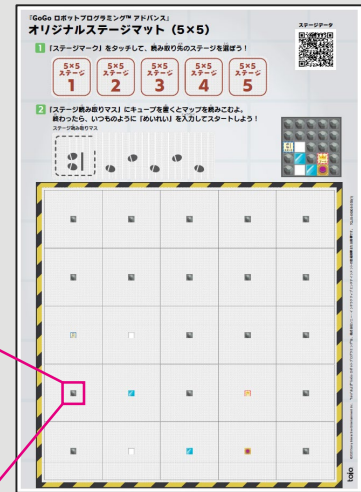 『GoGo ロボットプログラミング™ アドバンス』
オリジナルステージマット（5×5）
ステージデータ
1 「ステージマーク」をタッチして、読み取り先のステージを選ぼう！
5×5
ステージ
1
5×5
ステージ
2
5×5
ステージ
3
5×5
ステージ
4
5×5
ステージ
5
2 「ステージ読み取りマス」にキューブを置くとマップを読みこむよ。
終わったら、いつものように「めいれい」を入力してスタートしよう！
ステージ読み取りマス
toio